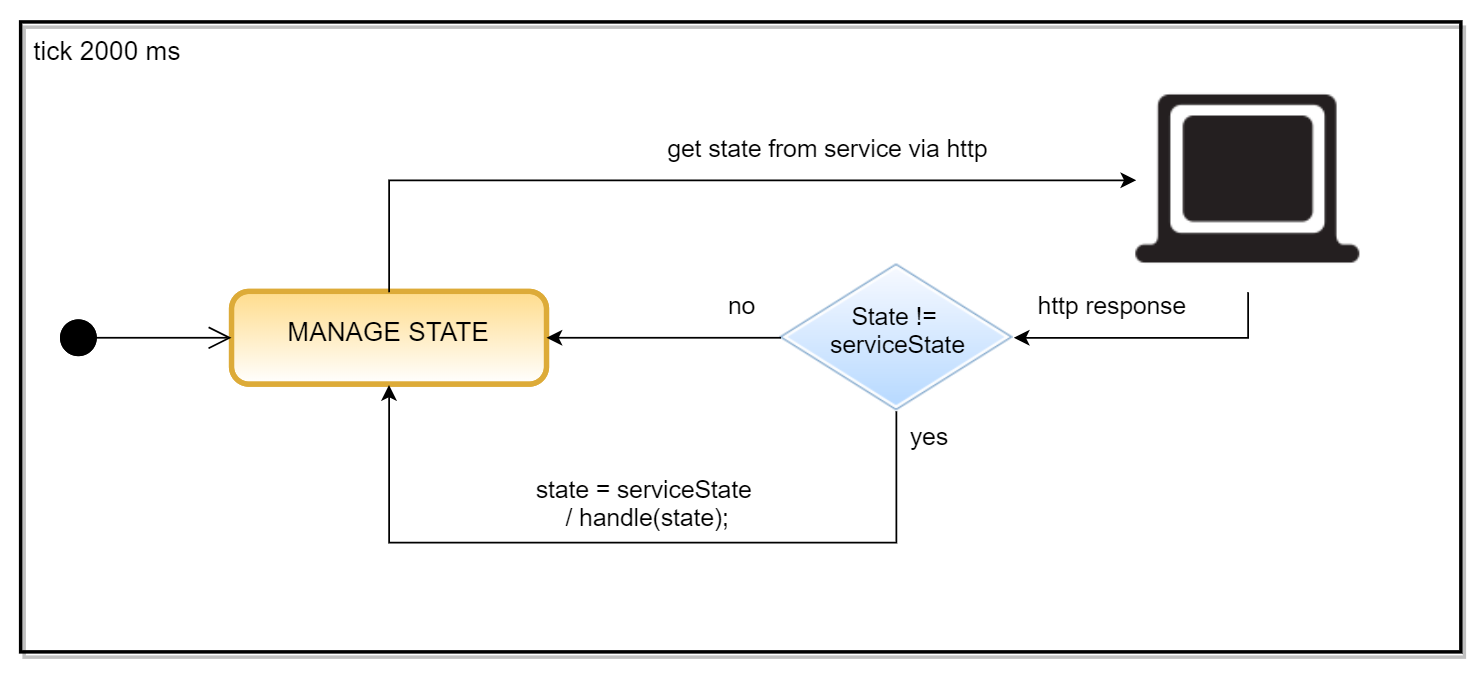 tick 2000 ms
get state from service via http
http response
State !=
serviceState
no
MANAGE STATE
yes
state = serviceState
/ handle(state);